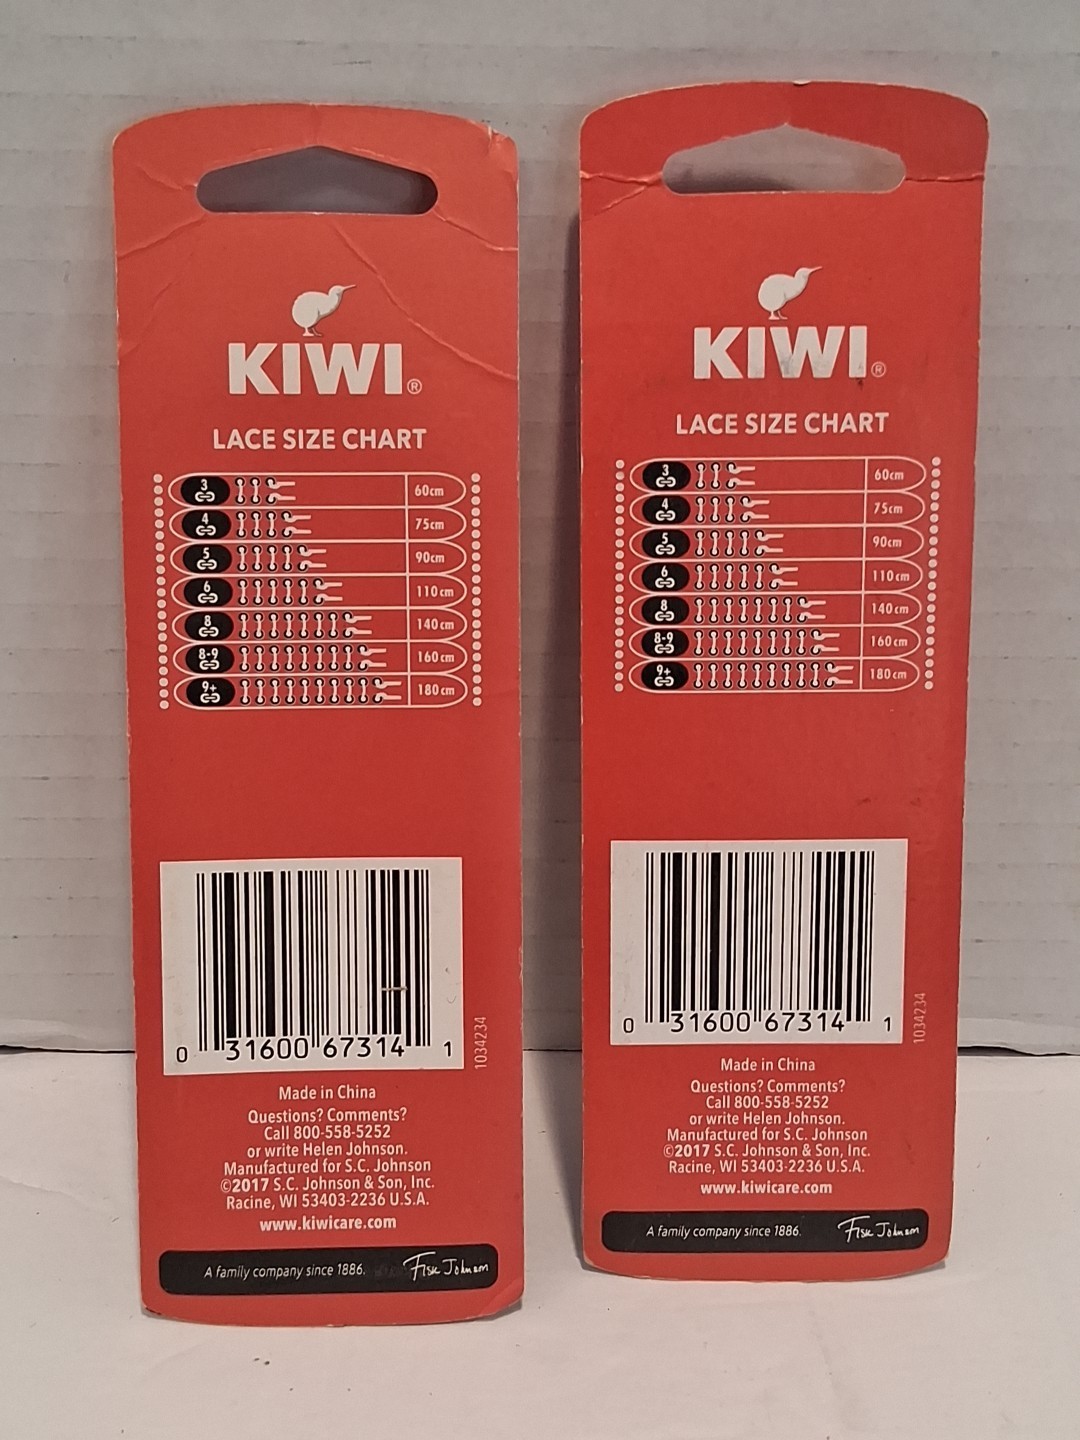 KIWI®
LACE SIZE CHART
3 60cm
4 75cm
5 90cm
6 110cm
8 140cm
8-9 160cm
9+ 180cm
0 31600 67314 1
1034234
Made in China
Questions? Comments?
Call 800-558-5252
or write Helen Johnson.
Manufactured for S.C. Johnson
©2017 S.C. Johnson & Son, Inc.
Racine, WI 53403-2236 U.S.A.
www.kiwicare.com
A family company since 1886. Fisk Johnson
KIWI®
LACE SIZE CHART
3 60cm
4 75cm
5 90cm
6 110cm
8 140cm
8-9 160cm
9+ 180cm
0 31600 67314 1
1034234
Made in China
Questions? Comments?
Call 800-558-5252
or write Helen Johnson.
Manufactured for S.C. Johnson
©2017 S.C. Johnson & Son, Inc.
Racine, WI 53403-2236 U.S.A.
www.kiwicare.com
A family company since 1886. Fisk Johnson